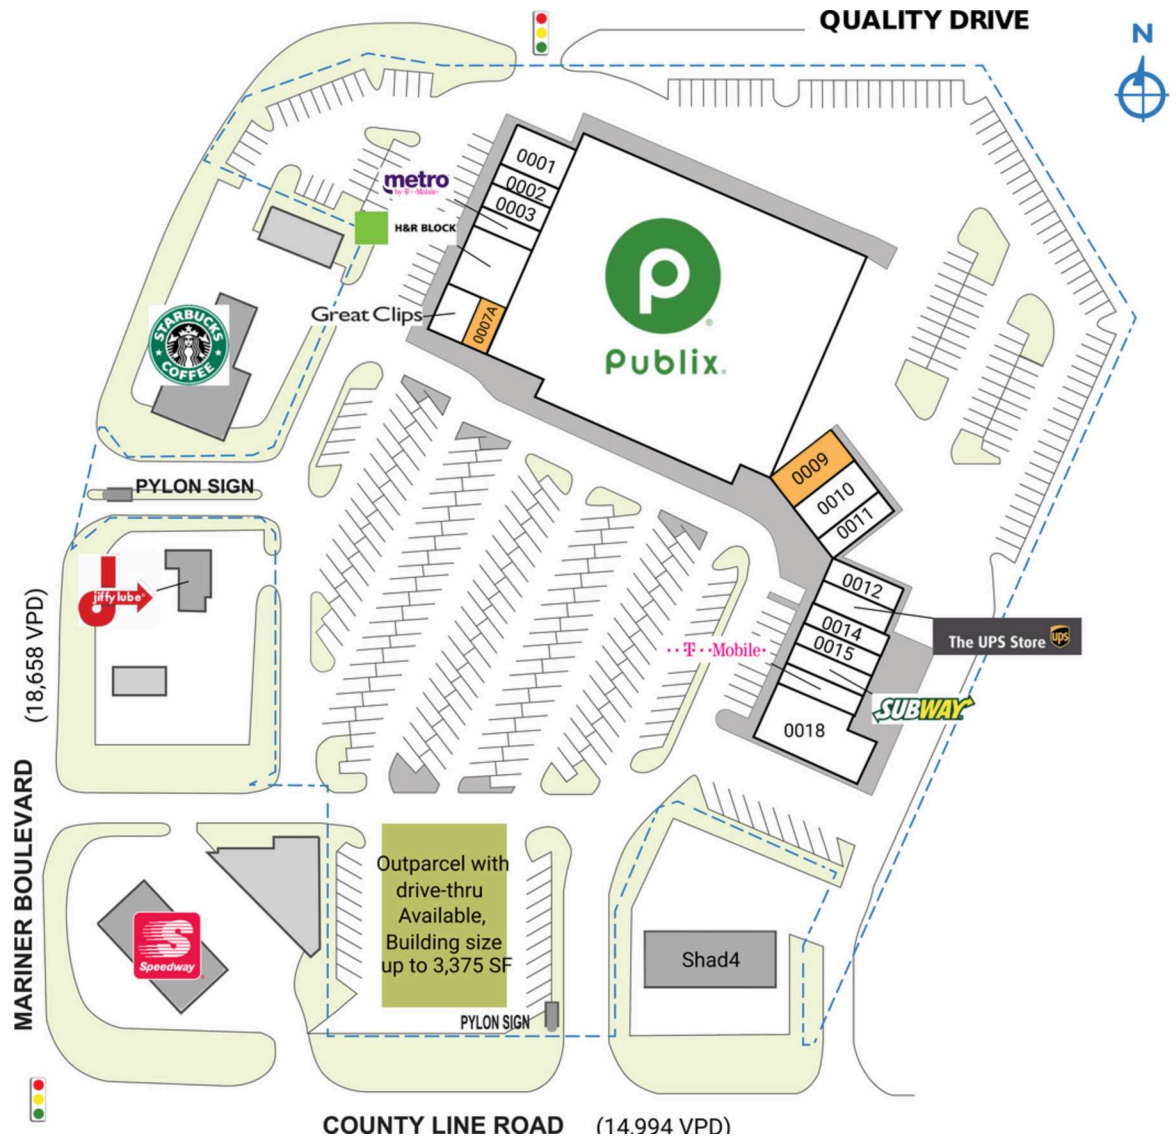 QUALITY DRIVE
N
0001
0002
0003
metro
by T··Mobile
H&R BLOCK
Great Clips
0007A
Publix.
STARBUCKS
COFFEE
0009
0010
0011
PYLON SIGN
jiffy lube
0012
0014
0015
The UPS Store
ups
··T··Mobile·
SUBWAY
0018
(18,658 VPD)
MARINER BOULEVARD
Outparcel with
drive-thru
Available,
Building size
up to 3,375 SF
Speedway
Shad4
PYLON SIGN
COUNTY LINE ROAD (14,994 VPD)